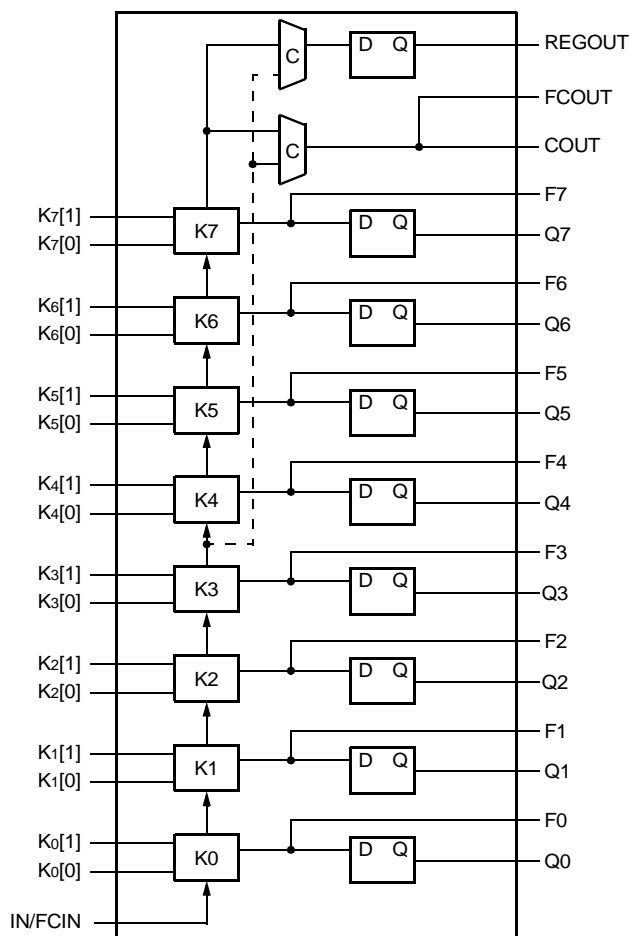 D Q REGOUT
C
FCOUT
C COUT
F7
K7[1] D Q
K7 Q7
K7[0]
F6
K6[1] D Q
K6 Q6
K6[0]
F5
K5[1] D Q
K5 Q5
K5[0]
F4
K4[1] D Q
K4 Q4
K4[0]
F3
K3[1] D Q
K3 Q3
K3[0]
F2
K2[1] D Q
K2 Q2
K2[0]
F1
K1[1] D Q
K1 Q1
K1[0]
F0
K0[1] D Q
K0 Q0
K0[0]
IN/FCIN